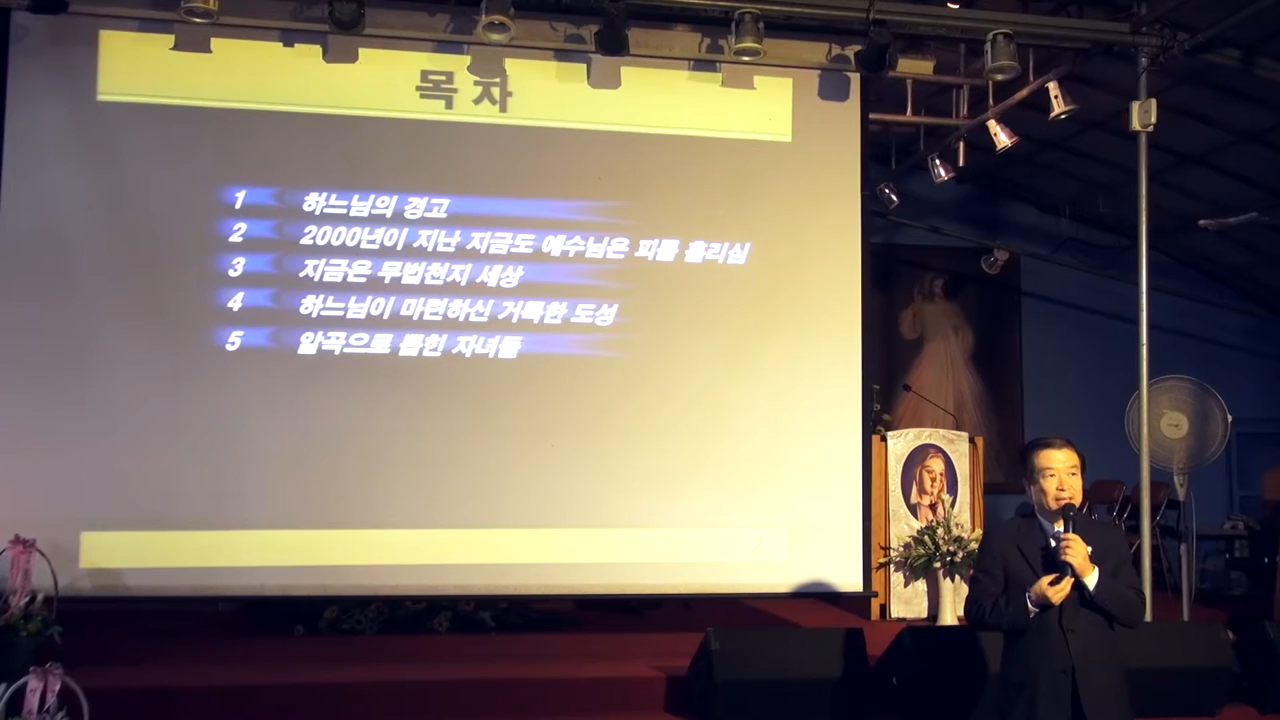 목차
1 하느님의 경고
2 2000년이 지난 지금도 예수님은 피를 흘리심
3 지금은 무법천지 세상
4 하느님이 마련하신 거룩한 도성
5 알곡으로 뽑힌 자녀들